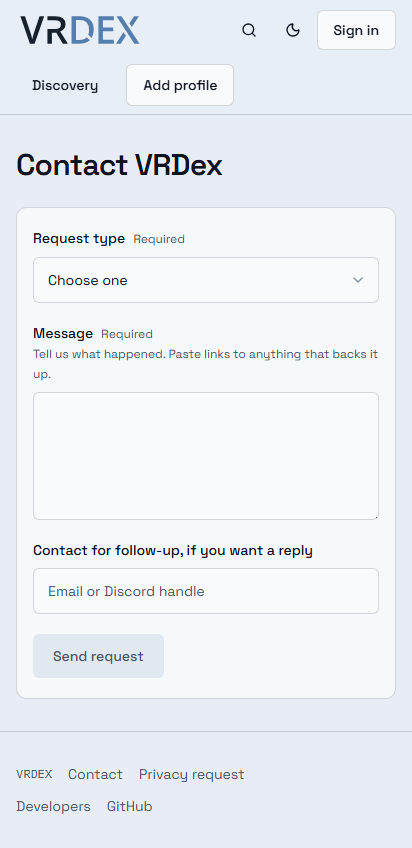 VRDEX
Sign in
Discovery
Add profile
Contact VRDex
Request type Required
Choose one
Message Required
Tell us what happened. Paste links to anything that backs it
up.
Contact for follow-up, if you want a reply
Email or Discord handle
Send request
VRDEX Contact Privacy request
Developers GitHub